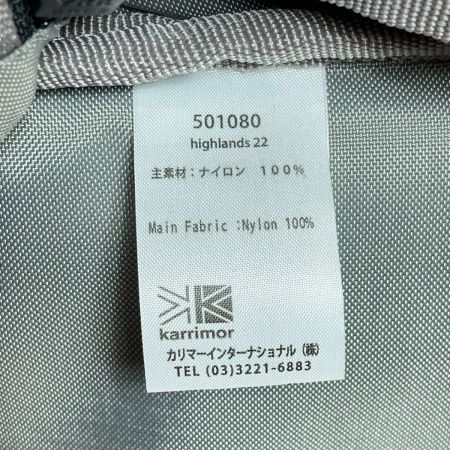 501080
highlands 22
主素材:ナイロン 100%
Main Fabric :Nylon 100%
karrimor
カリマーインターナショナル (株)
TEL (03)3221-6883